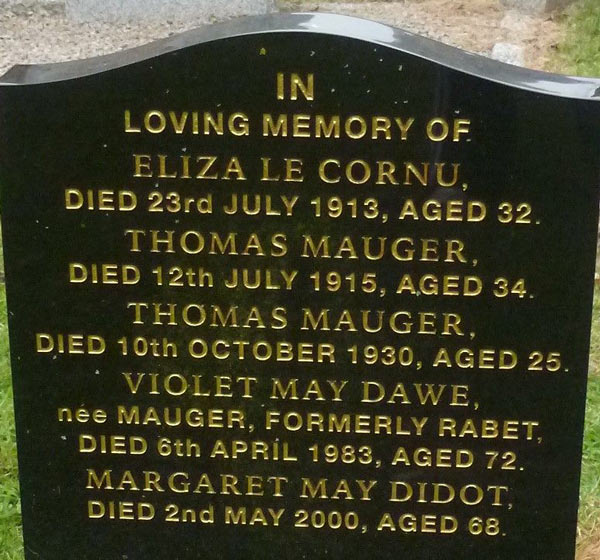 IN
LOVING MEMORY OF
ELIZA LE CORNU,
DIED 23rd JULY 1913, AGED 32.
THOMAS MAUGER,
DIED 12th JULY 1915, AGED 34.
THOMAS MAUGER,
DIED 10th OCTOBER 1930, AGED 25.
VIOLET MAY DAWE,
née MAUGER, FORMERLY RABET,
DIED 6th APRIL 1983, AGED 72.
MARGARET MAY DIDOT,
DIED 2nd MAY 2000, AGED 68.